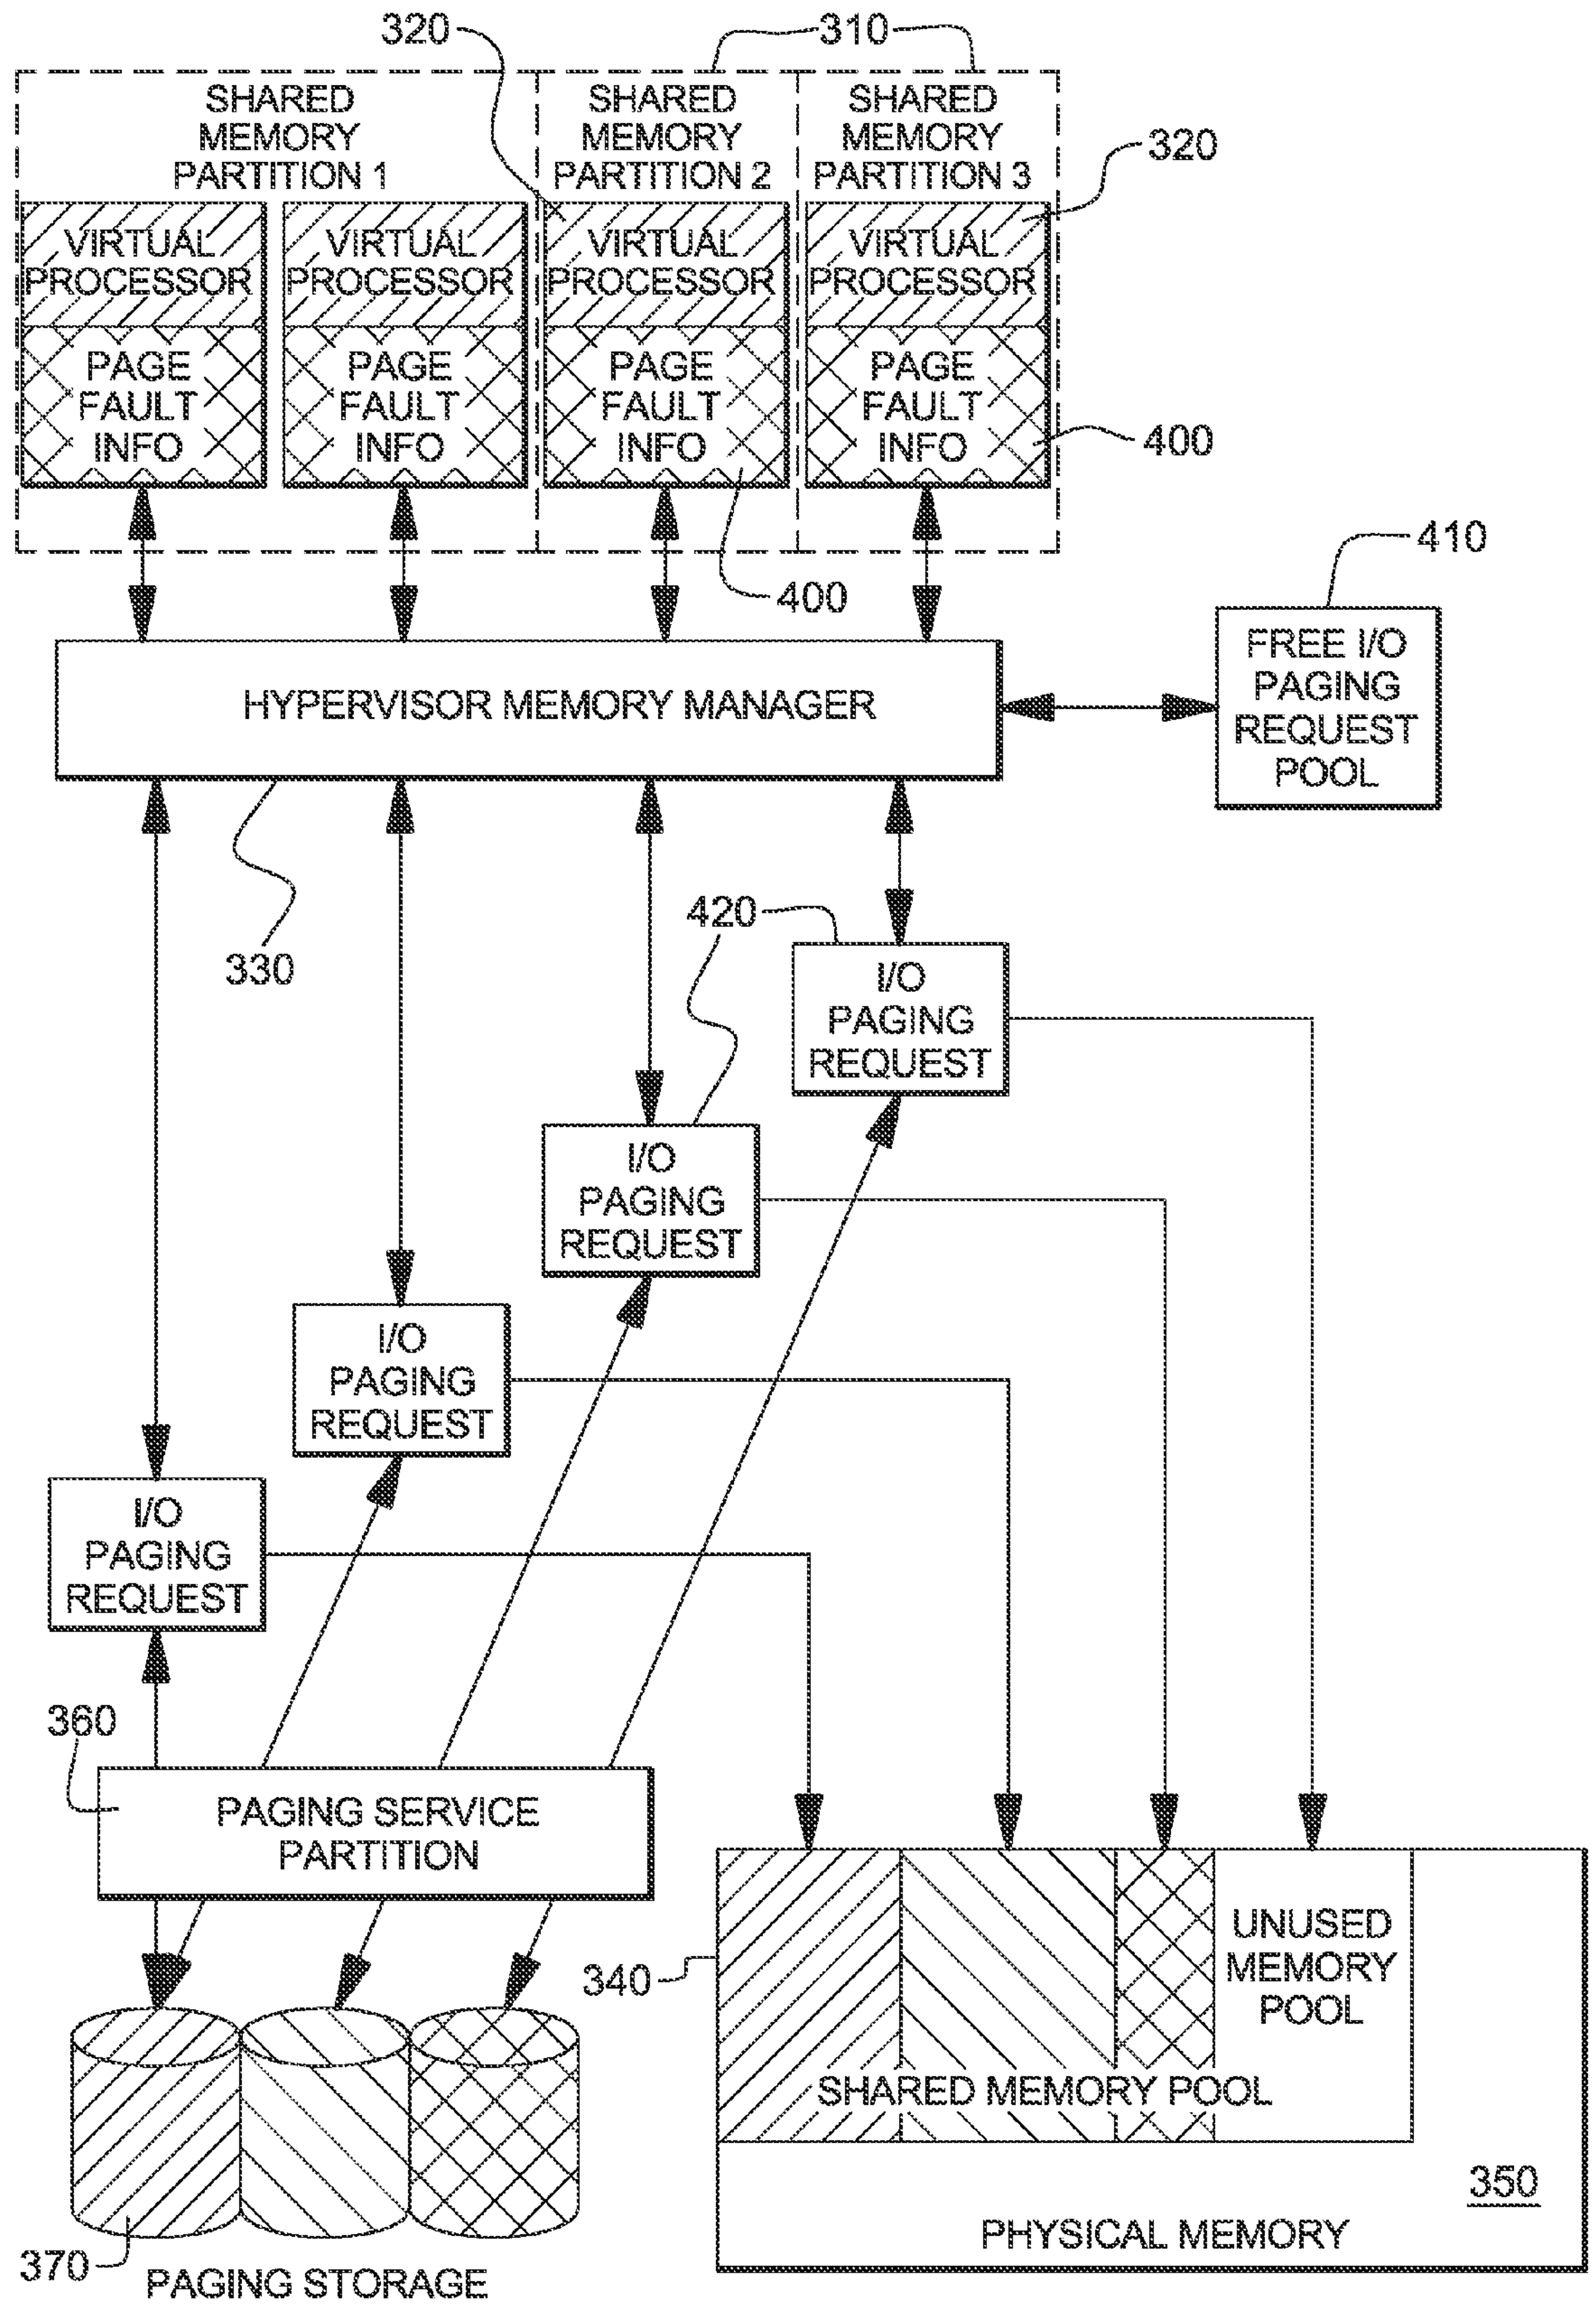 320
310
SHARED
MEMORY
PARTITION 1
SHARED
MEMORY
PARTITION 2
SHARED
MEMORY
PARTITION 3
320
VIRTUAL
PROCESSOR
VIRTUAL
PROCESSOR
VIRTUAL
PROCESSOR
VIRTUAL
PROCESSOR
PAGE
FAULT
INFO
PAGE
FAULT
INFO
PAGE
FAULT
INFO
PAGE
FAULT
INFO
400
400
410
HYPERVISOR MEMORY MANAGER
FREE I/O
PAGING
REQUEST
POOL
330
420
I/O
PAGING
REQUEST
I/O
PAGING
REQUEST
I/O
PAGING
REQUEST
I/O
PAGING
REQUEST
360
PAGING SERVICE
PARTITION
340
UNUSED
MEMORY
POOL
SHARED MEMORY POOL
350
PHYSICAL MEMORY
370
PAGING STORAGE